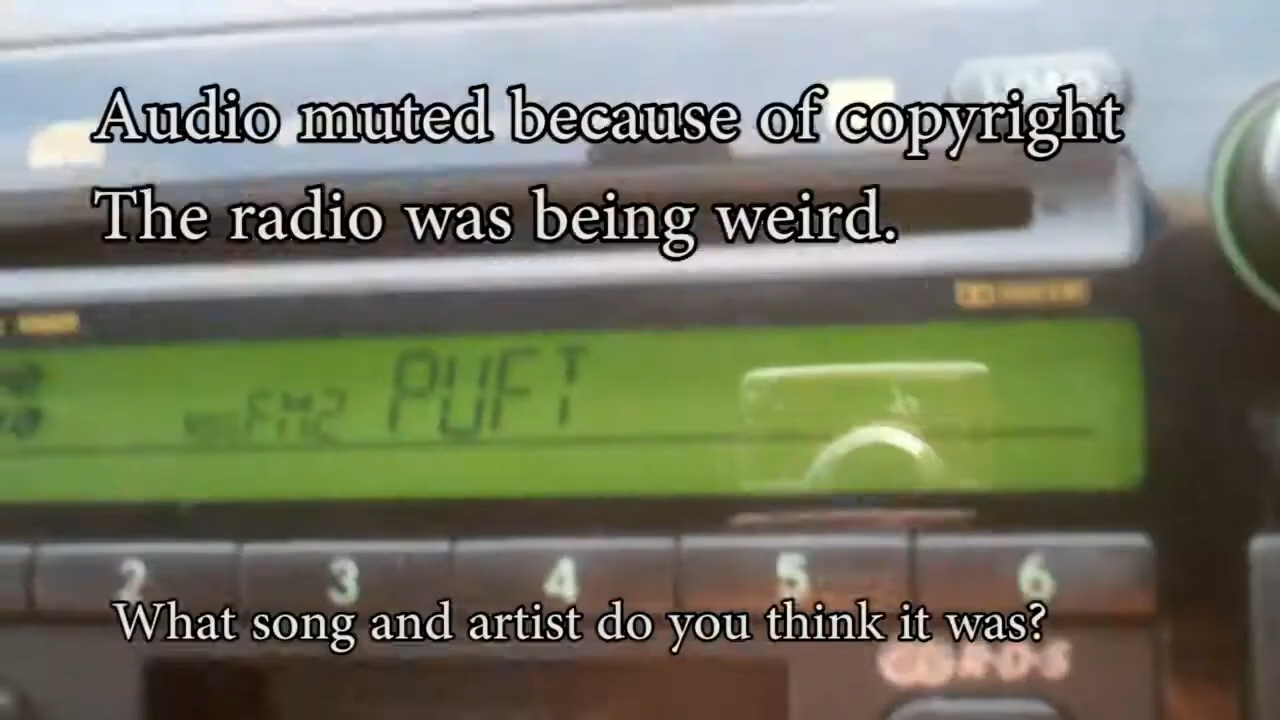 LOAD
Audio muted because of copyright
The radio was being weird.
FM2 PUFT
2 3 4 5 6
What song and artist do you think it was?
R·D·S